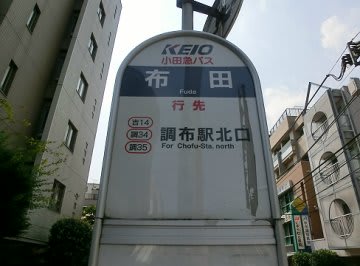 KEIO
小田急バス
布田
Fuda
行先
吉14
調34
調35
調布駅北口
For Chofu-Sta. north